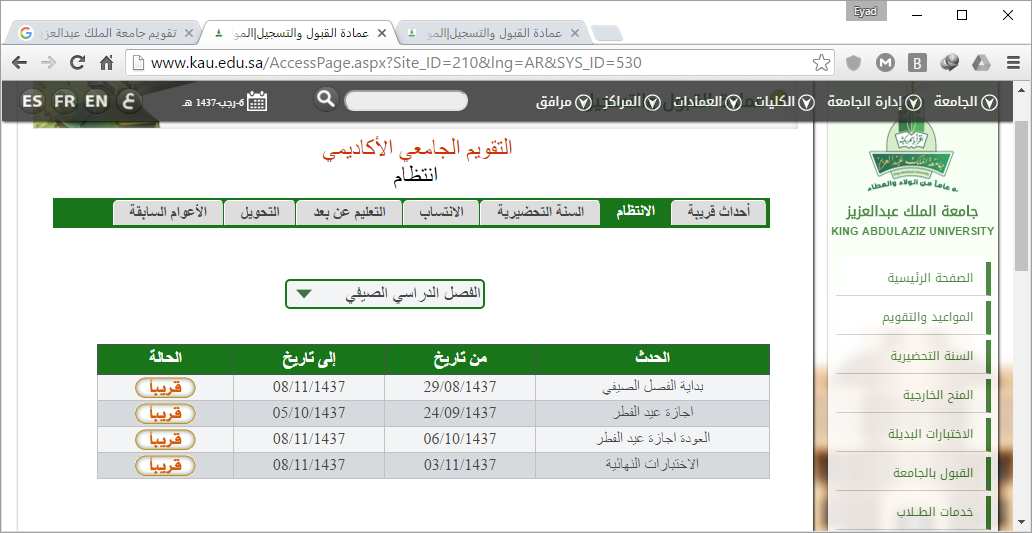 Eyad
تقويم جامعة الملك عبدالعزيز
عمادة القبول والتسجيل|المو
عمادة القبول والتسجيل|المو
www.kau.edu.sa/AccessPage.aspx?Site_ID=210&lng=AR&SYS_ID=530
الجامعة إدارة الجامعة الكليات العمادات المراكز مرافق
6-رجب-1437 هـ
ع EN FR ES
جامعة الملك عبدالعزيز
KING ABDULAZIZ UNIVERSITY
التقويم الجامعي الأكاديمي
انتظام
أحداث قريبة الانتظام السنة التحضيرية الانتساب التعليم عن بعد التحويل الأعوام السابقة
الفصل الدراسي الصيفي
الحدث من تاريخ إلى تاريخ الحالة
بداية الفصل الصيفي 29/08/1437 08/11/1437 قريباً
اجازة عيد الفطر 24/09/1437 05/10/1437 قريباً
العودة اجازة عيد الفطر 06/10/1437 08/11/1437 قريباً
الاختبارات النهائية 03/11/1437 08/11/1437 قريباً
الصفحة الرئيسية
المواعيد والتقويم
السنة التحضيرية
المنح الخارجية
الاختبارات البديلة
القبول بالجامعة
خدمات الطــلاب